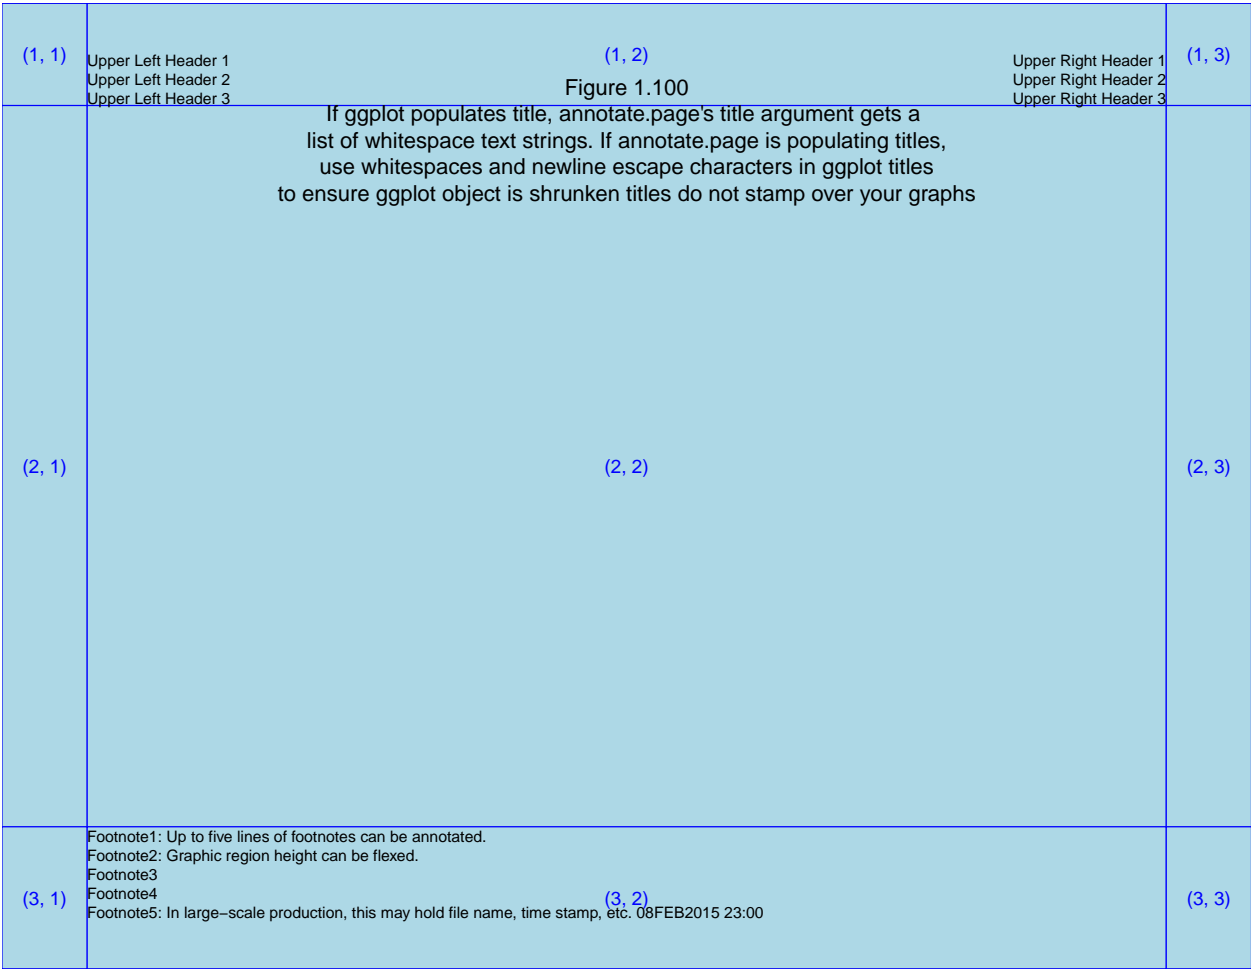 (1, 1)
(1, 2)
(1, 3)
Upper Left Header 1
Upper Right Header 1
Upper Left Header 2
Upper Right Header 2
Upper Left Header 3
Upper Right Header 3
Figure 1.100
If ggplot populates title, annotate.page's title argument gets a
list of whitespace text strings. If annotate.page is populating titles,
use whitespaces and newline escape characters in ggplot titles
to ensure ggplot object is shrunken titles do not stamp over your graphs
(2, 1)
(2, 2)
(2, 3)
Footnote1: Up to five lines of footnotes can be annotated.
Footnote2: Graphic region height can be flexed.
Footnote3
Footnote4
(3, 1)
(3, 2)
(3, 3)
Footnote5: In large−scale production, this may hold file name, time stamp, etc. 08FEB2015 23:00